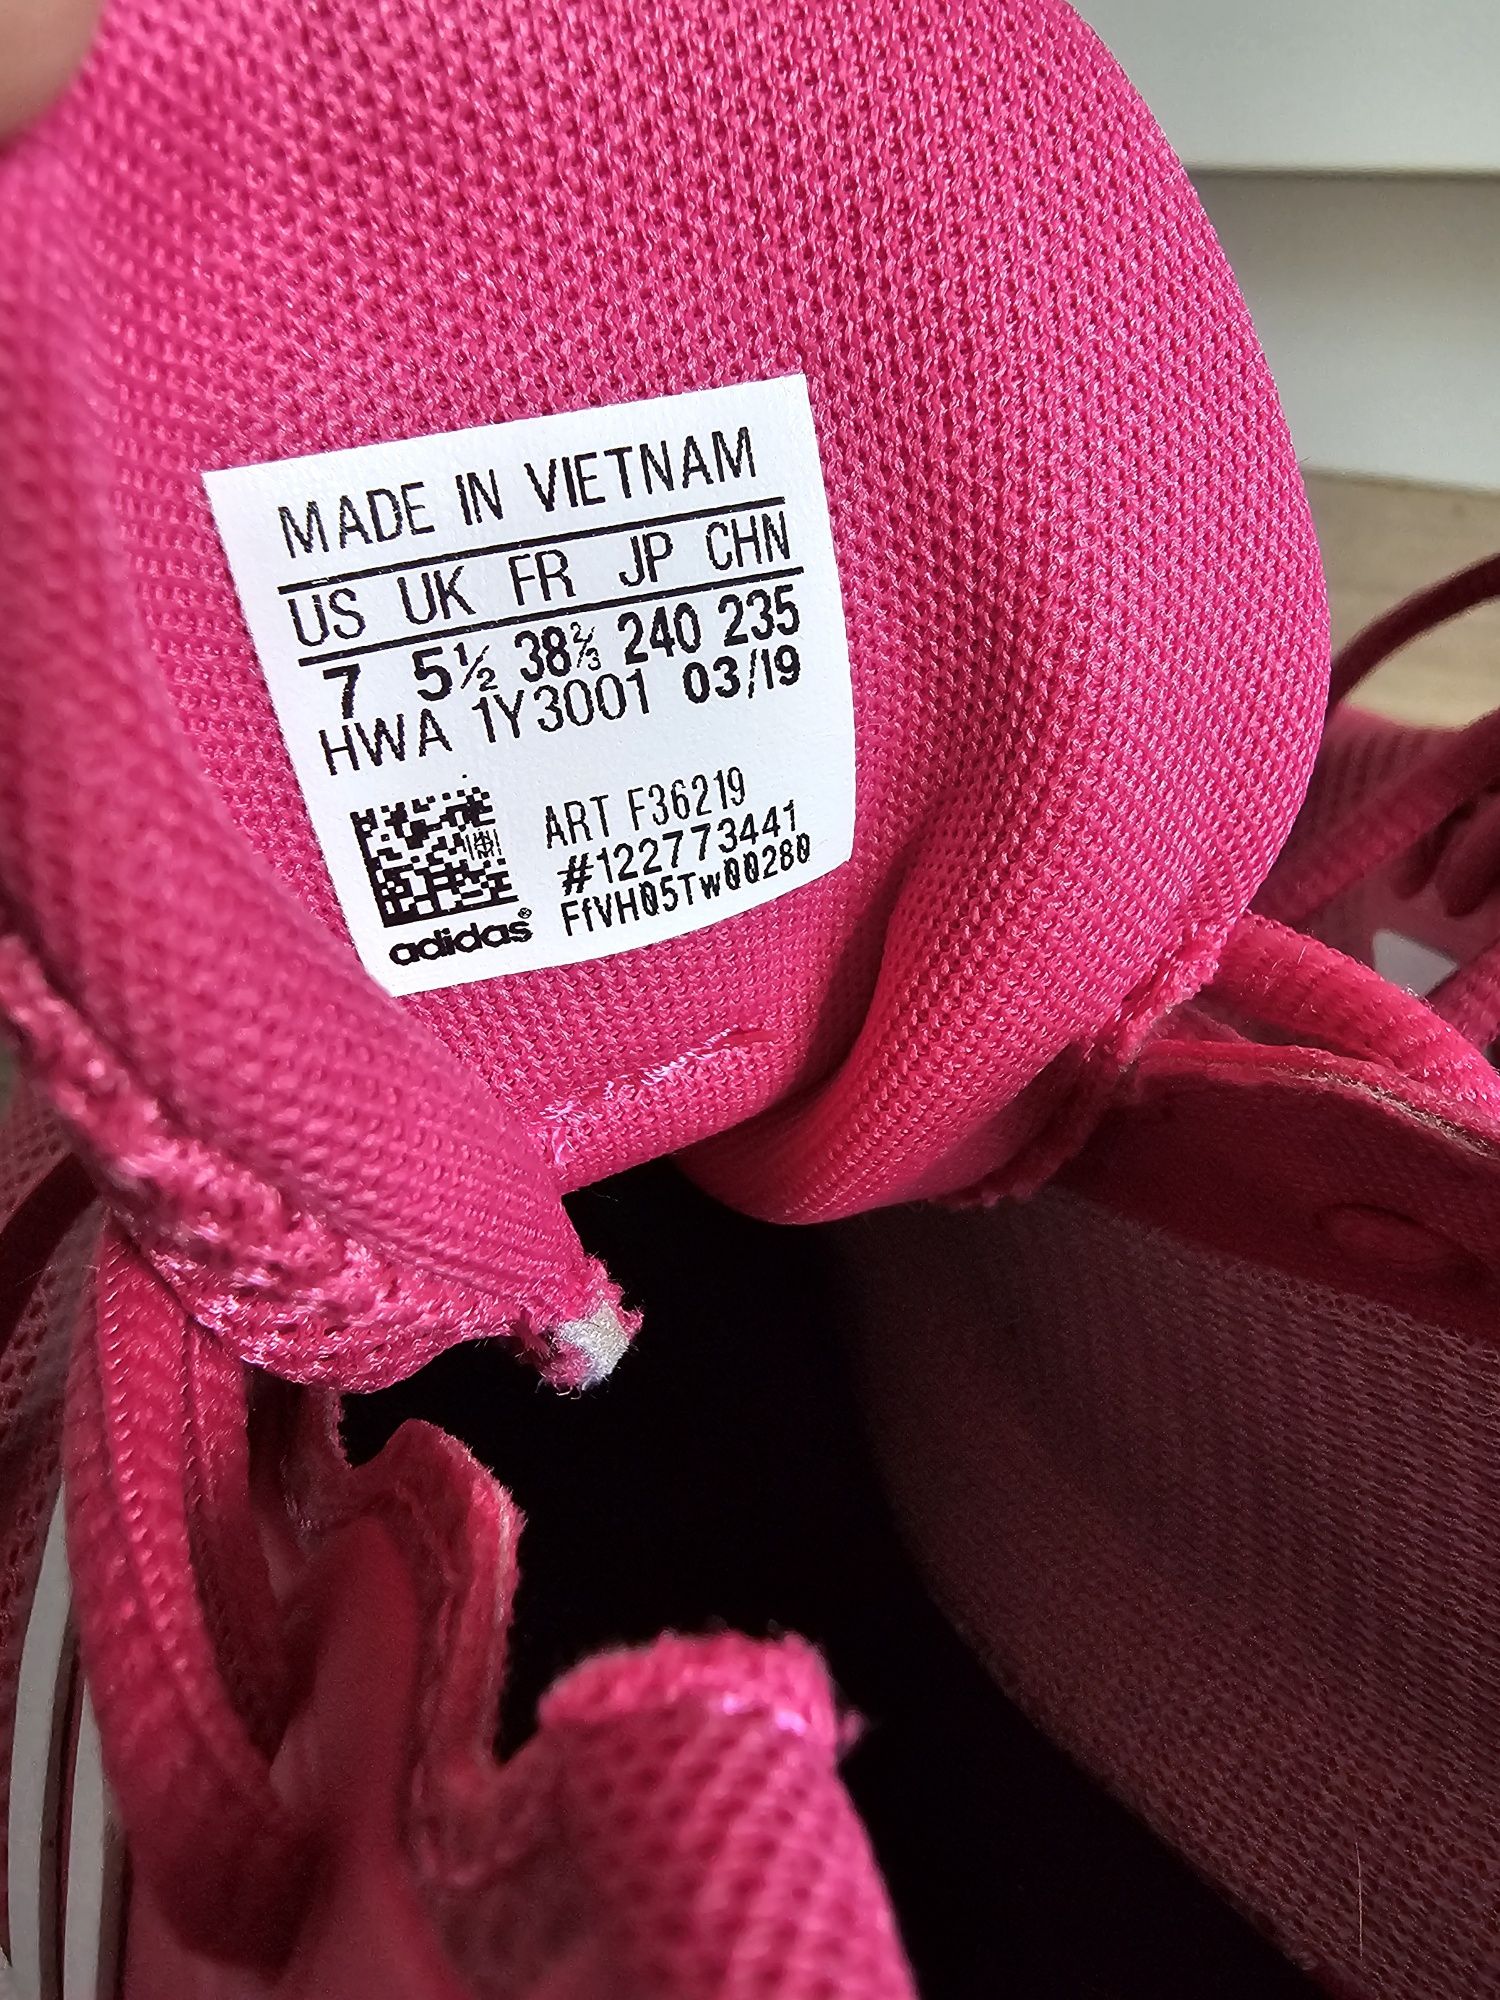 MADE IN VIETNAM
US UK FR JP CHN
7 5½ 38⅔ 240 235
HWA 1Y3001 03/19
ART F36219
#122773441
FfVH05Tw00280
adidas®